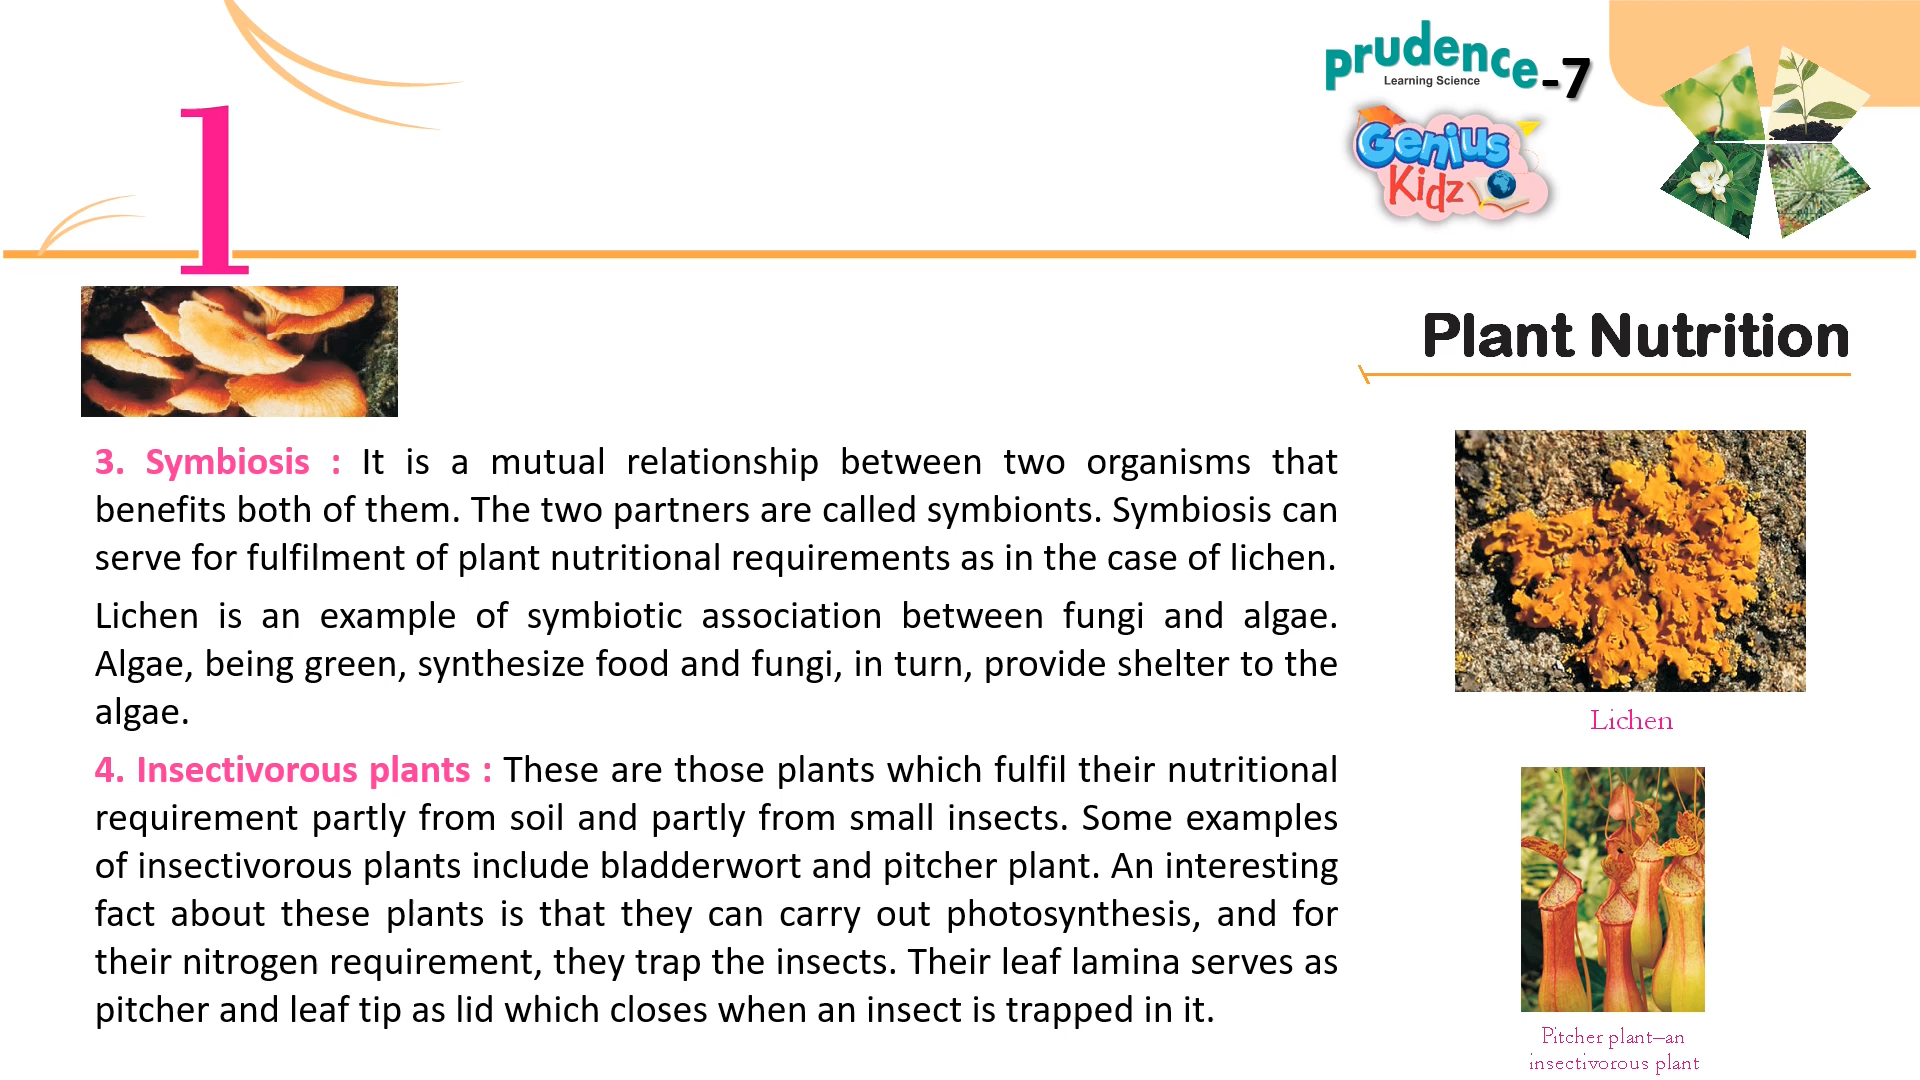 prudence-7
Learning Science
Genius
Kidz
1
Plant Nutrition
3. Symbiosis : It is a mutual relationship between two organisms that
benefits both of them. The two partners are called symbionts. Symbiosis can
serve for fulfilment of plant nutritional requirements as in the case of lichen.
Lichen is an example of symbiotic association between fungi and algae.
Algae, being green, synthesize food and fungi, in turn, provide shelter to the
algae.
4. Insectivorous plants : These are those plants which fulfil their nutritional
requirement partly from soil and partly from small insects. Some examples
of insectivorous plants include bladderwort and pitcher plant. An interesting
fact about these plants is that they can carry out photosynthesis, and for
their nitrogen requirement, they trap the insects. Their leaf lamina serves as
pitcher and leaf tip as lid which closes when an insect is trapped in it.
Lichen
Pitcher plant–an
insectivorous plant